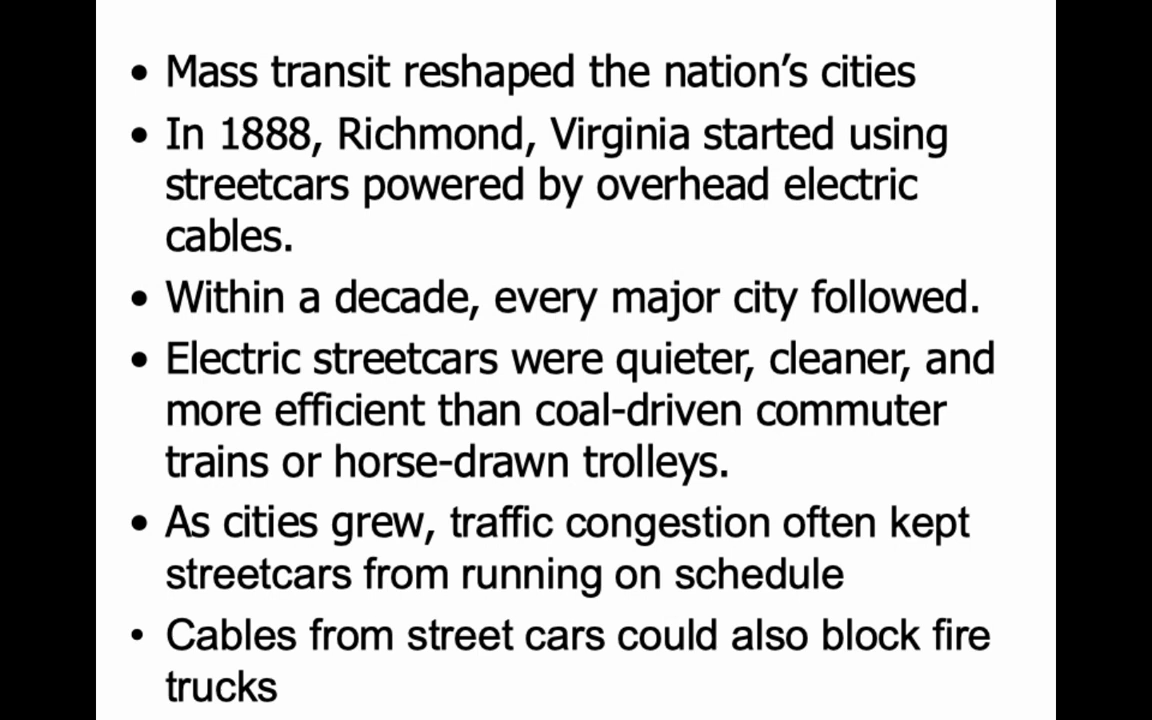 • Mass transit reshaped the nation’s cities
• In 1888, Richmond, Virginia started using
streetcars powered by overhead electric
cables.
• Within a decade, every major city followed.
• Electric streetcars were quieter, cleaner, and
more efficient than coal-driven commuter
trains or horse-drawn trolleys.
• As cities grew, traffic congestion often kept
streetcars from running on schedule
• Cables from street cars could also block fire
trucks